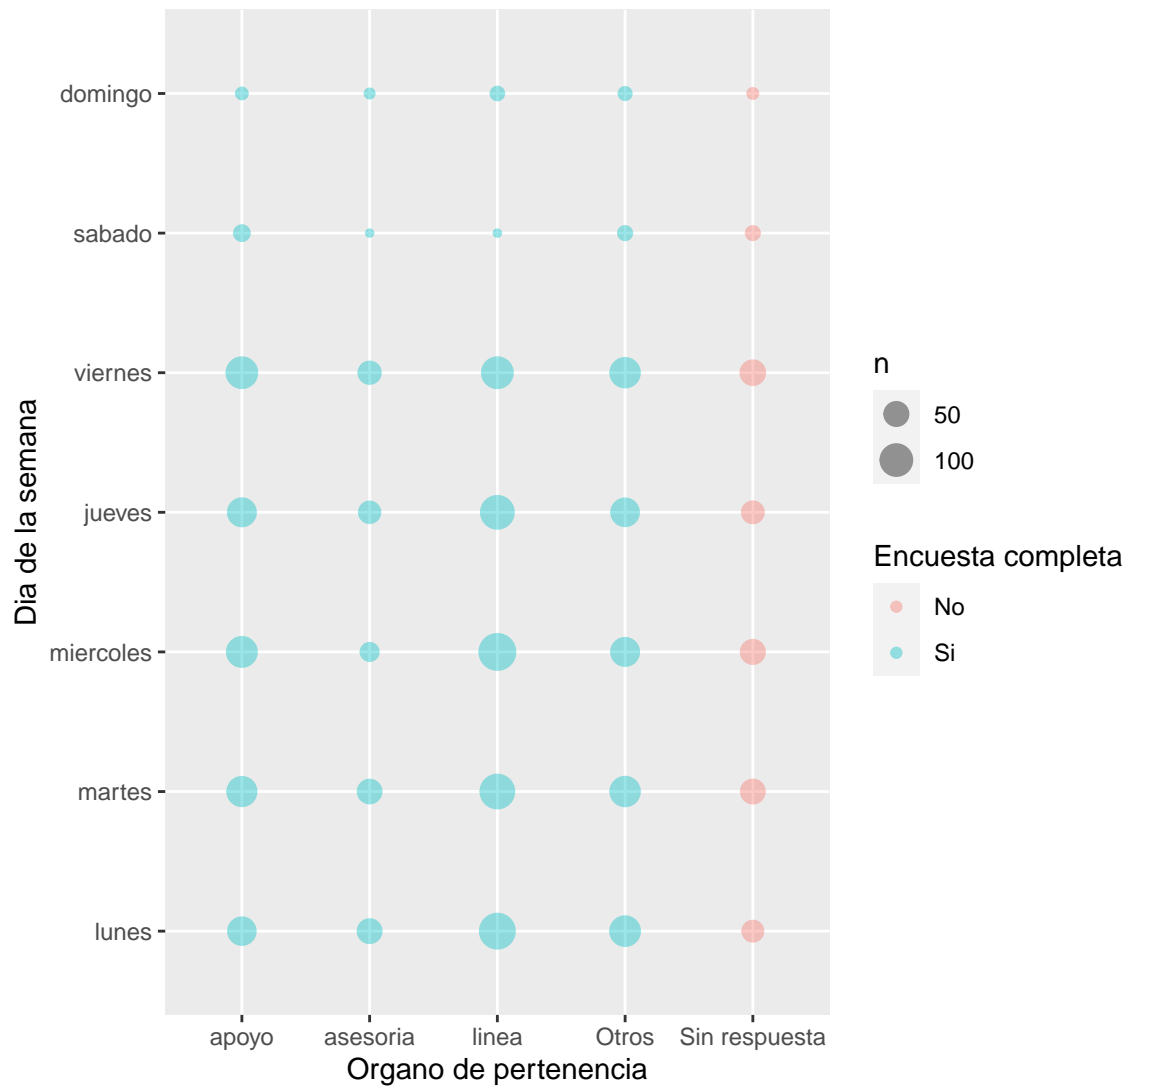 domingo
sabado
viernes
jueves
miercoles
martes
lunes
Dia de la semana
apoyo asesoria linea Otros Sin respuesta
Organo de pertenencia
n
50
100
Encuesta completa
No
Si